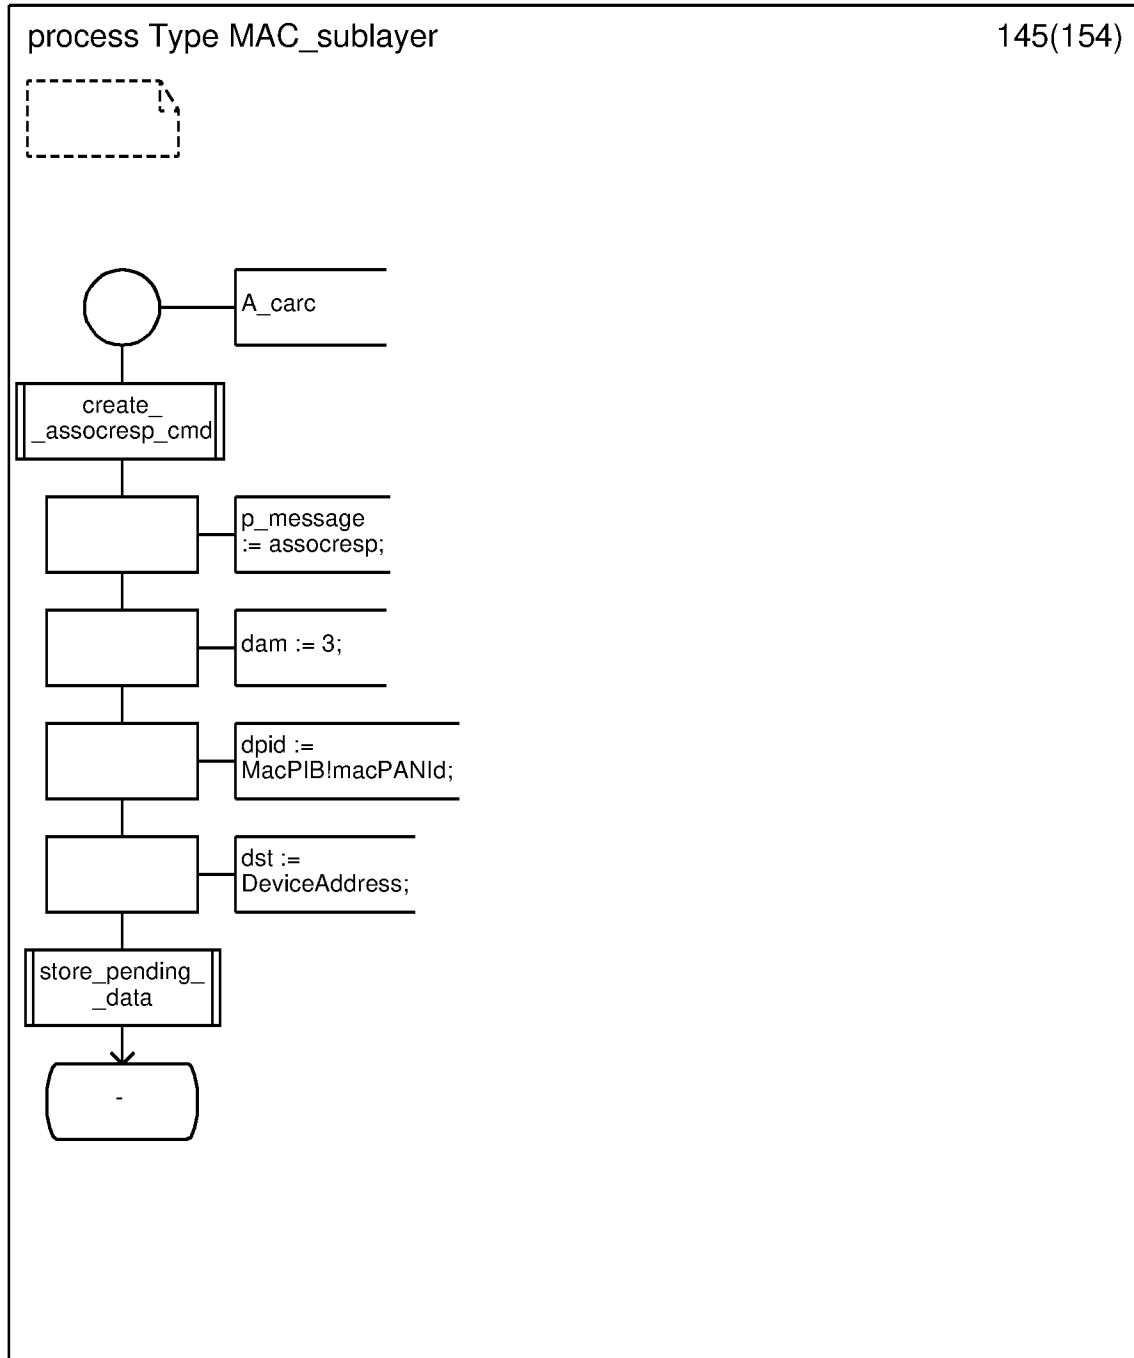 process Type MAC_sublayer
145(154)
A_carc
create_
_assocresp_cmd
p_message
:= assocresp;
dam := 3;
dpid :=
MacPIB!macPANId;
dst :=
DeviceAddress;
store_pending_
_data
-